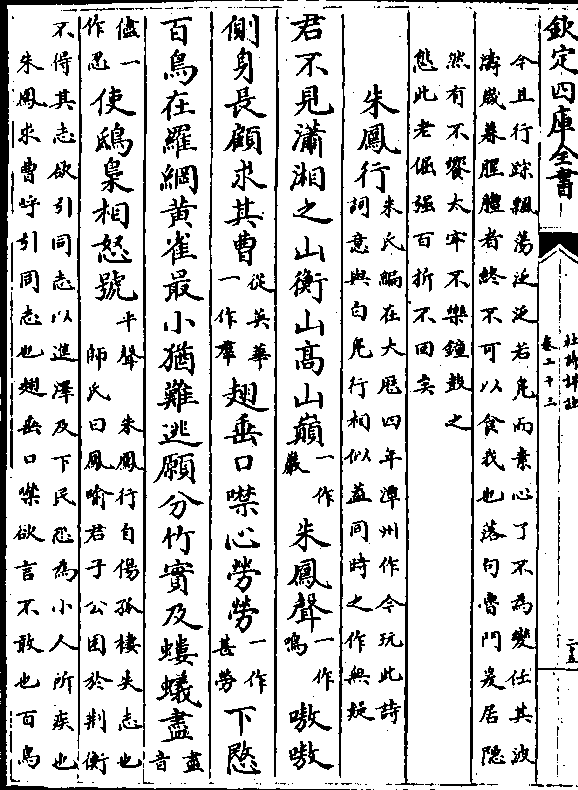 欽定四庫全書
杜詩詳註
卷二十三
今且行踪飄蕩泛泛若鳬而素心了不為變任其波
濤歲暮腥膻者終不可以食我也落句魯門爰居隠
然有不饗太牢不樂鐘鼓之
態此老倔强百折不回矣
朱鳳行朱氏編在大厯四年潭州作今玩此詩
詞意與白鳬行相似葢同時之作無疑
君不見瀟湘之山衡山髙山巔一作巖朱鳳聲一作鳴嗷嗷
側身長顧求其曹從英華一作羣翅垂口噤心勞勞一作甚勞下愍
百鳥在羅網黄雀最小猶難逃願分竹實及螻蟻盡盡音
儘一作忍使鴟梟相怒號平聲 朱鳳行自傷孤棲失志也
師氏曰鳳喻君子公困於荆衡
不得其志欲引同志以進澤及下民恐為小人所疾也
朱鳳求曹呼引同志也翅垂口噤欲言不敢也百鳥